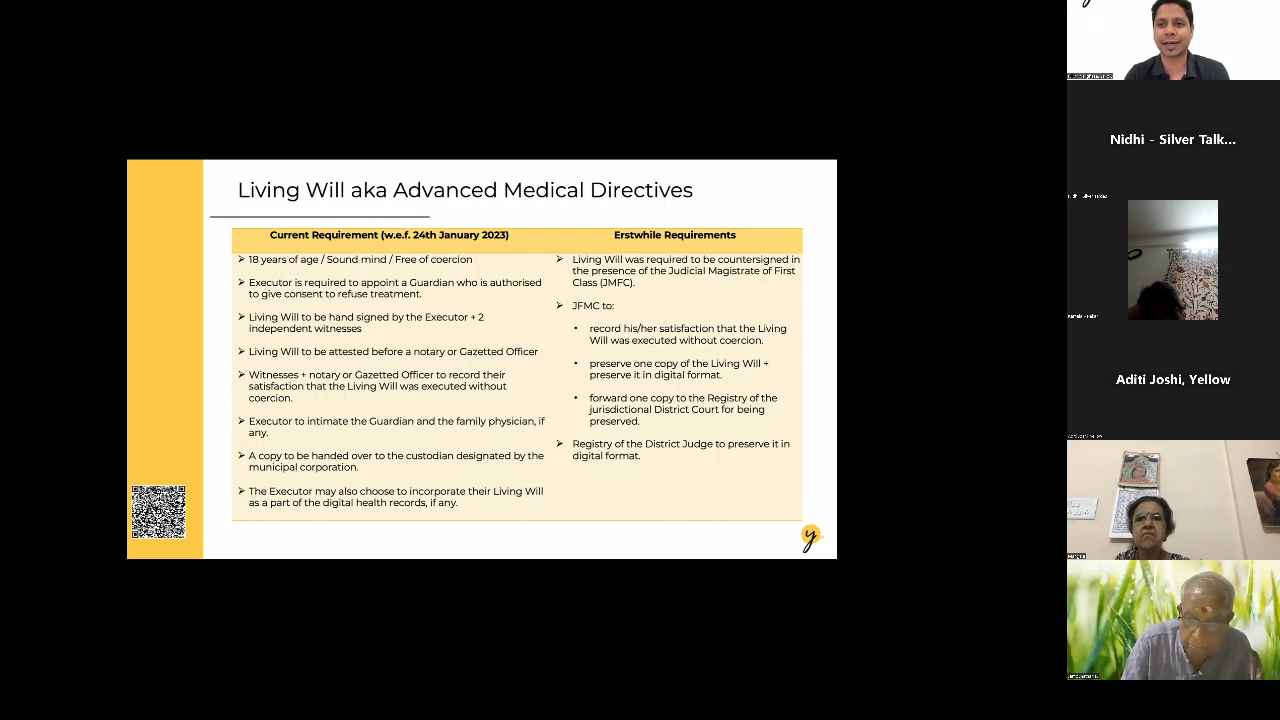 Living Will aka Advanced Medical Directives
Current Requirement (w.e.f. 24th January 2023)
18 years of age / Sound mind / Free of coercion
Executor is required to appoint a Guardian who is authorised
to give consent to refuse treatment.
Living Will to be hand signed by the Executor + 2
independent witnesses
Living Will to be attested before a notary or Gazetted Officer
Witnesses + notary or Gazetted Officer to record their
satisfaction that the Living Will was executed without
coercion.
Executor to intimate the Guardian and the family physician, if
any.
A copy to be handed over to the custodian designated by the
municipal corporation.
The Executor may also choose to incorporate their Living Will
as a part of the digital health records, if any.
Erstwhile Requirements
Living Will was required to be countersigned in
the presence of the Judicial Magistrate of First
Class (JMFC).
JFMC to:
record his/her satisfaction that the Living
Will was executed without coercion.
preserve one copy of the Living Will +
preserve it in digital format.
forward one copy to the Registry of the
jurisdictional District Court for being
preserved.
Registry of the District Judge to preserve it in
digital format.
y
Nidhi - Silver Talk...
Aditi Joshi, Yellow